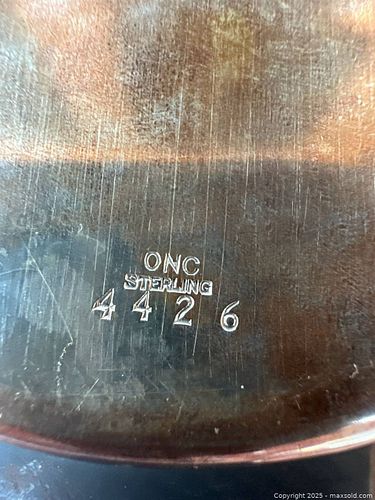 ONC
STERLING
4426
Copyright 2025 - maxsold.com